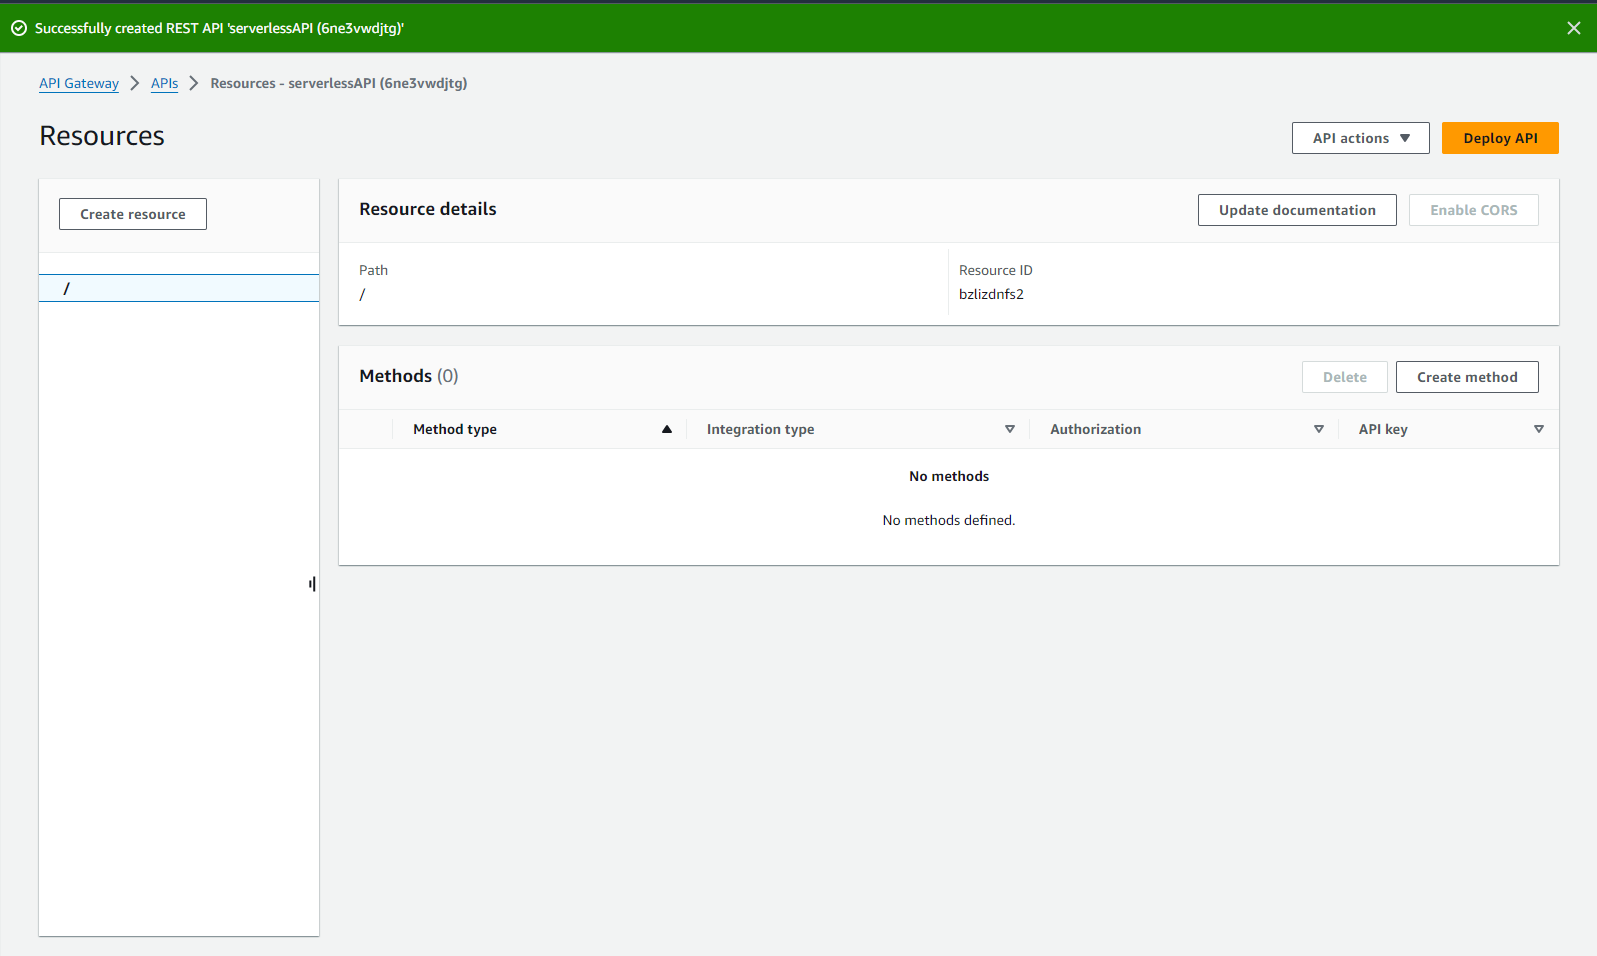 Successfully created REST API 'serverlessAPI (6ne3vwdjtg)'
API Gateway
APIs
Resources - serverlessAPI (6ne3vwdjtg)
Resources
API actions
Deploy API
Create resource
/
Resource details
Update documentation
Enable CORS
Path
/
Resource ID
bzlizdnfs2
Methods (0)
Delete
Create method
Method type
Integration type
Authorization
API key
No methods
No methods defined.